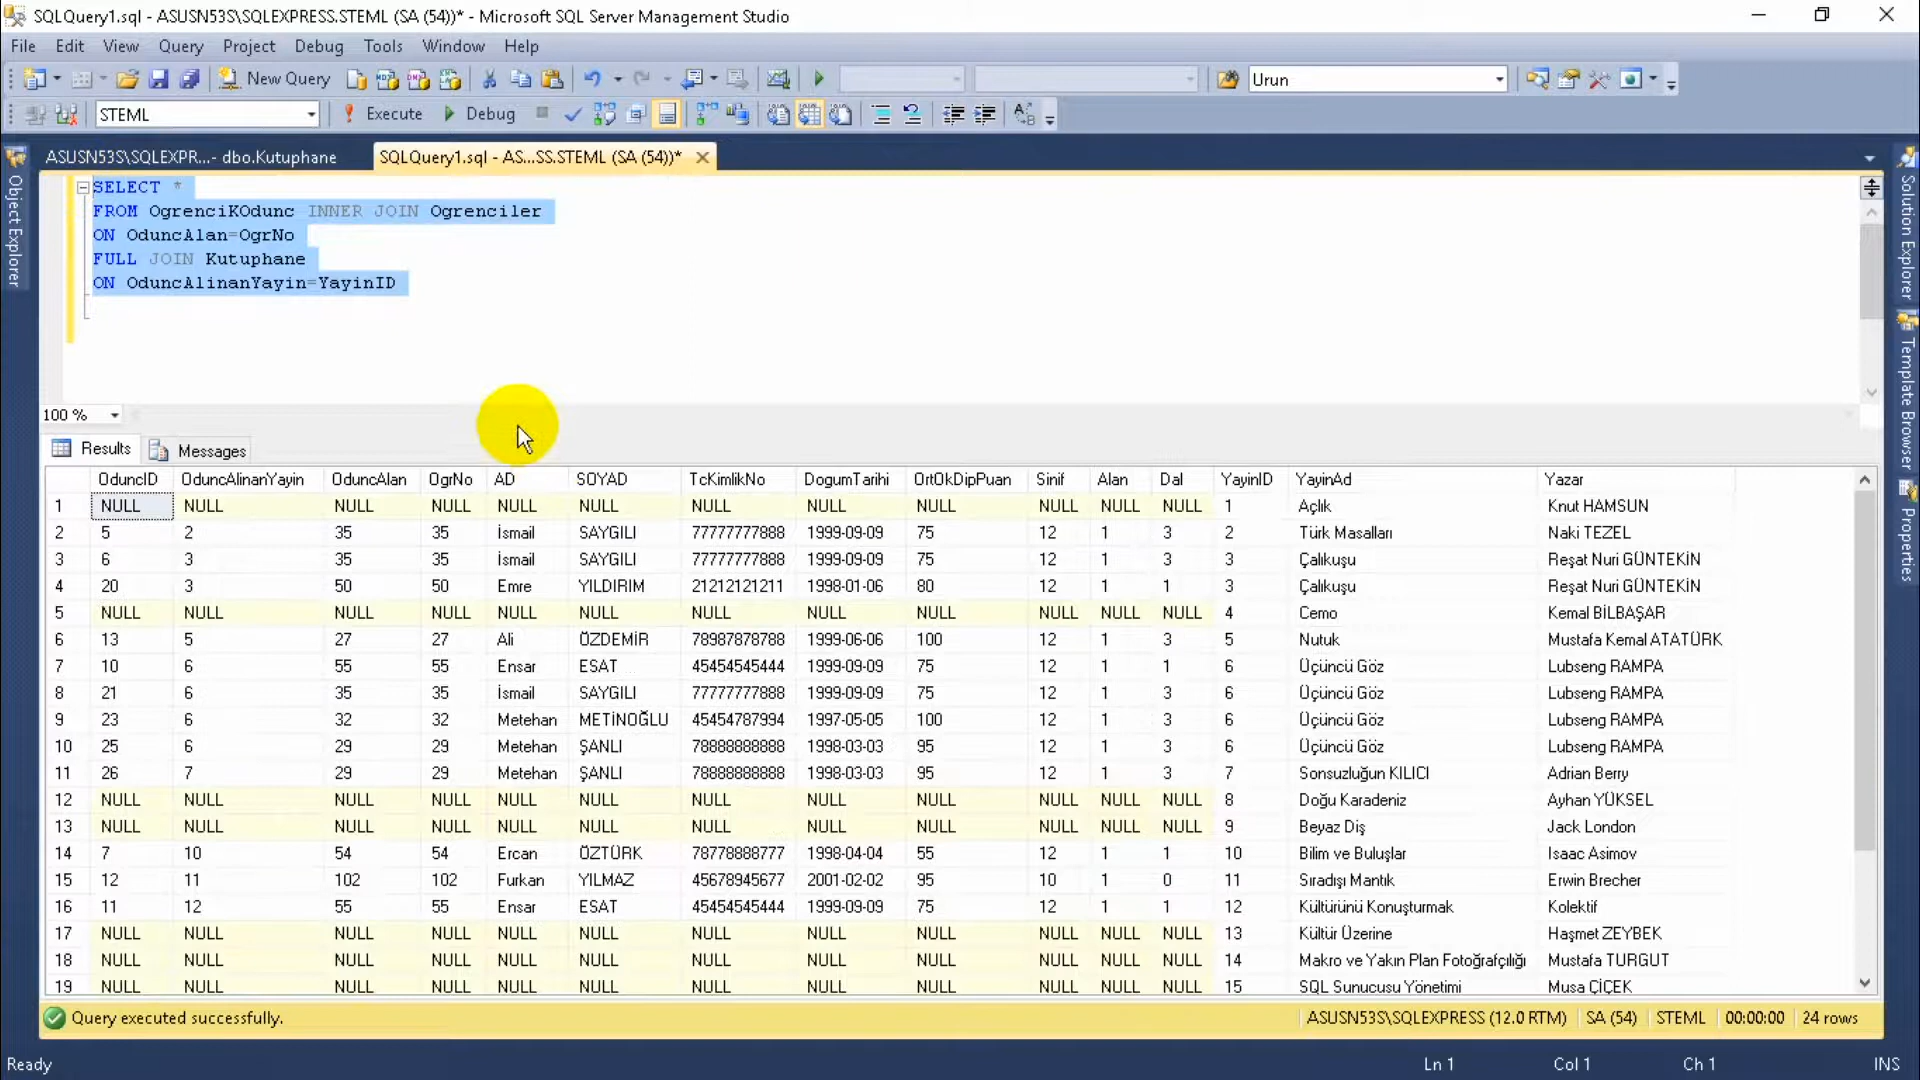 SQLQuery1.sql - ASUSN53S\SQLEXPRESS.STEML (SA (54))* - Microsoft SQL Server Management Studio
File Edit View Query Project Debug Tools Window Help
New Query Urun
STEML Execute Debug
ASUSN53S\SQLEXPR...- dbo.Kutuphane SQLQuery1.sql - AS...SS.STEML (SA (54))*
Object Explorer
Solution Explorer
Template Browser
Properties
SELECT *
FROM OgrenciKOdunc INNER JOIN Ogrenciler
ON OduncAlan=OgrNo
FULL JOIN Kutuphane
ON OduncAlinanYayin=YayinID
100 %
Results Messages
OduncID OduncAlinanYayin OduncAlan OgrNo AD SOYAD TcKimlikNo DogumTarihi OrtOkDipPuan Sinif Alan Dal YayinID YayinAd Yazar
1 NULL NULL NULL NULL NULL NULL NULL NULL NULL NULL NULL NULL 1 Açlık Knut HAMSUN
2 5 2 35 35 İsmail SAYGILI 77777777888 1999-09-09 75 12 1 3 2 Türk Masalları Naki TEZEL
3 6 3 35 35 İsmail SAYGILI 77777777888 1999-09-09 75 12 1 3 3 Çalıkuşu Reşat Nuri GÜNTEKİN
4 20 3 50 50 Emre YILDIRIM 21212121211 1998-01-06 80 12 1 1 3 Çalıkuşu Reşat Nuri GÜNTEKİN
5 NULL NULL NULL NULL NULL NULL NULL NULL NULL NULL NULL NULL 4 Cemo Kemal BİLBAŞAR
6 13 5 27 27 Ali ÖZDEMİR 78987878788 1999-06-06 100 12 1 3 5 Nutuk Mustafa Kemal ATATÜRK
7 10 6 55 55 Ensar ESAT 45454545444 1999-09-09 75 12 1 1 6 Üçüncü Göz Lubseng RAMPA
8 21 6 35 35 İsmail SAYGILI 77777777888 1999-09-09 75 12 1 3 6 Üçüncü Göz Lubseng RAMPA
9 23 6 32 32 Metehan METİNOĞLU 45454787994 1997-05-05 100 12 1 3 6 Üçüncü Göz Lubseng RAMPA
10 25 6 29 29 Metehan ŞANLI 78888888888 1998-03-03 95 12 1 3 6 Üçüncü Göz Lubseng RAMPA
11 26 7 29 29 Metehan ŞANLI 78888888888 1998-03-03 95 12 1 3 7 Sonsuzluğun KILICI Adrian Berry
12 NULL NULL NULL NULL NULL NULL NULL NULL NULL NULL NULL NULL 8 Doğu Karadeniz Ayhan YÜKSEL
13 NULL NULL NULL NULL NULL NULL NULL NULL NULL NULL NULL NULL 9 Beyaz Diş Jack London
14 7 10 54 54 Ercan ÖZTÜRK 78778888777 1998-04-04 55 12 1 1 10 Bilim ve Buluşlar Isaac Asimov
15 12 11 102 102 Furkan YILMAZ 45678945677 2001-02-02 95 10 1 0 11 Sıradışı Mantık Erwin Brecher
16 11 12 55 55 Ensar ESAT 45454545444 1999-09-09 75 12 1 1 12 Kültürünü Konuşturmak Kolektif
17 NULL NULL NULL NULL NULL NULL NULL NULL NULL NULL NULL NULL 13 Kültür Üzerine Haşmet ZEYBEK
18 NULL NULL NULL NULL NULL NULL NULL NULL NULL NULL NULL NULL 14 Makro ve Yakın Plan Fotoğrafçılığı Mustafa TURGUT
19 NULL NULL NULL NULL NULL NULL NULL NULL NULL NULL NULL NULL 15 SQL Sunucusu Yönetimi Musa ÇİÇEK
Query executed successfully. ASUSN53S\SQLEXPRESS (12.0 RTM) SA (54) STEML 00:00:00 24 rows
Ready Ln 1 Col 1 Ch 1 INS